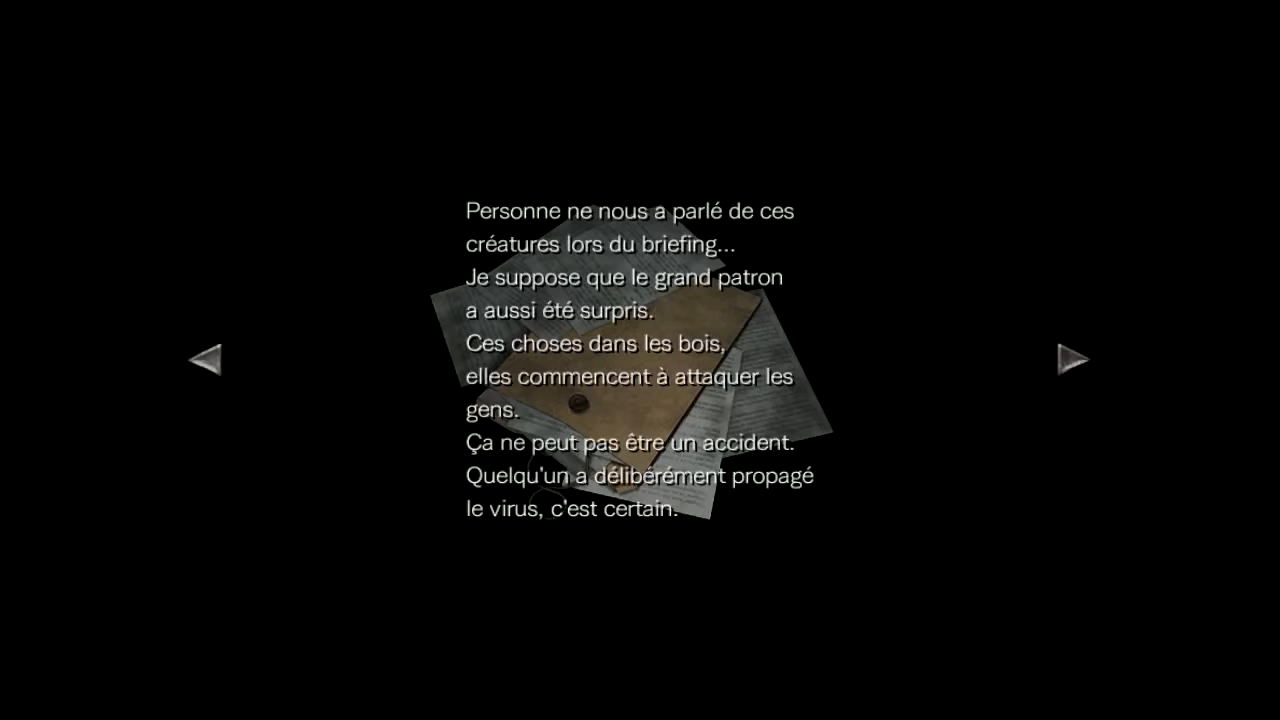 Personne ne nous a parlé de ces
créatures lors du briefing...
Je suppose que le grand patron
a aussi été surpris.
Ces choses dans les bois,
elles commencent à attaquer les
gens.
Ça ne peut pas être un accident.
Quelqu'un a délibérément propagé
le virus, c'est certain.